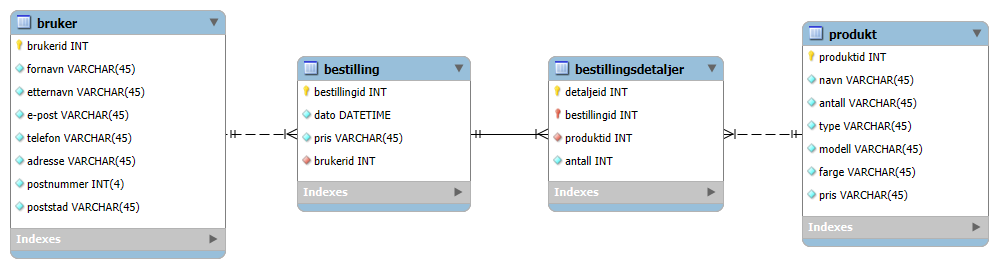 bruker
brukerid INT
fornavn VARCHAR(45)
etternavn VARCHAR(45)
e-post VARCHAR(45)
telefon VARCHAR(45)
adresse VARCHAR(45)
postnummer INT(4)
poststad VARCHAR(45)
Indexes
bestilling
bestillingid INT
dato DATETIME
pris VARCHAR(45)
brukerid INT
Indexes
bestillingsdetaljer
detaljeid INT
bestillingid INT
produktid INT
antall INT
Indexes
produkt
produktid INT
navn VARCHAR(45)
antall VARCHAR(45)
type VARCHAR(45)
modell VARCHAR(45)
farge VARCHAR(45)
pris VARCHAR(45)
Indexes